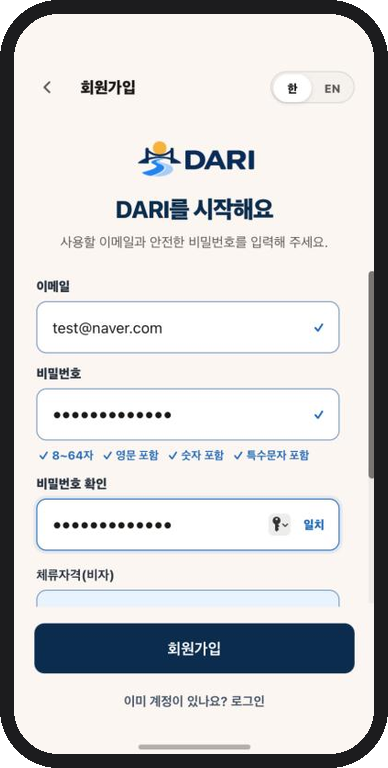 회원가입
한 EN
DARI
DARI를 시작해요
사용할 이메일과 안전한 비밀번호를 입력해 주세요.
이메일
test@naver.com
비밀번호
•••••••••••••
✓ 8~64자 ✓ 영문 포함 ✓ 숫자 포함 ✓ 특수문자 포함
비밀번호 확인
•••••••••••••
일치
체류자격(비자)
회원가입
이미 계정이 있나요? 로그인